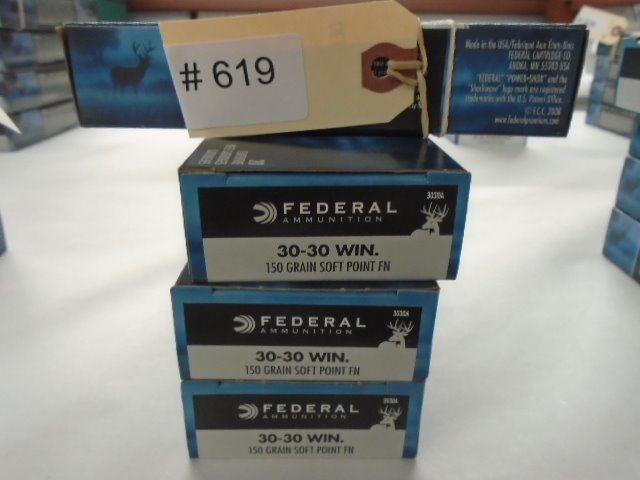 # 619
Made in the USA/Fabriqué Aux États-Unis
FEDERAL CARTRIDGE CO.
ANOKA, MN 55303 USA
"FEDERAL" "POWER-SHOK" and the
"Shockwave" logo mark are registered
trademarks with the U.S. Patent Office.
© F.C.C. 2008
www.federalpremium.com
3030A
FEDERAL
AMMUNITION
30-30 WIN.
150 GRAIN SOFT POINT FN
3030A
FEDERAL
AMMUNITION
30-30 WIN.
150 GRAIN SOFT POINT FN
3030A
FEDERAL
AMMUNITION
30-30 WIN.
150 GRAIN SOFT POINT FN